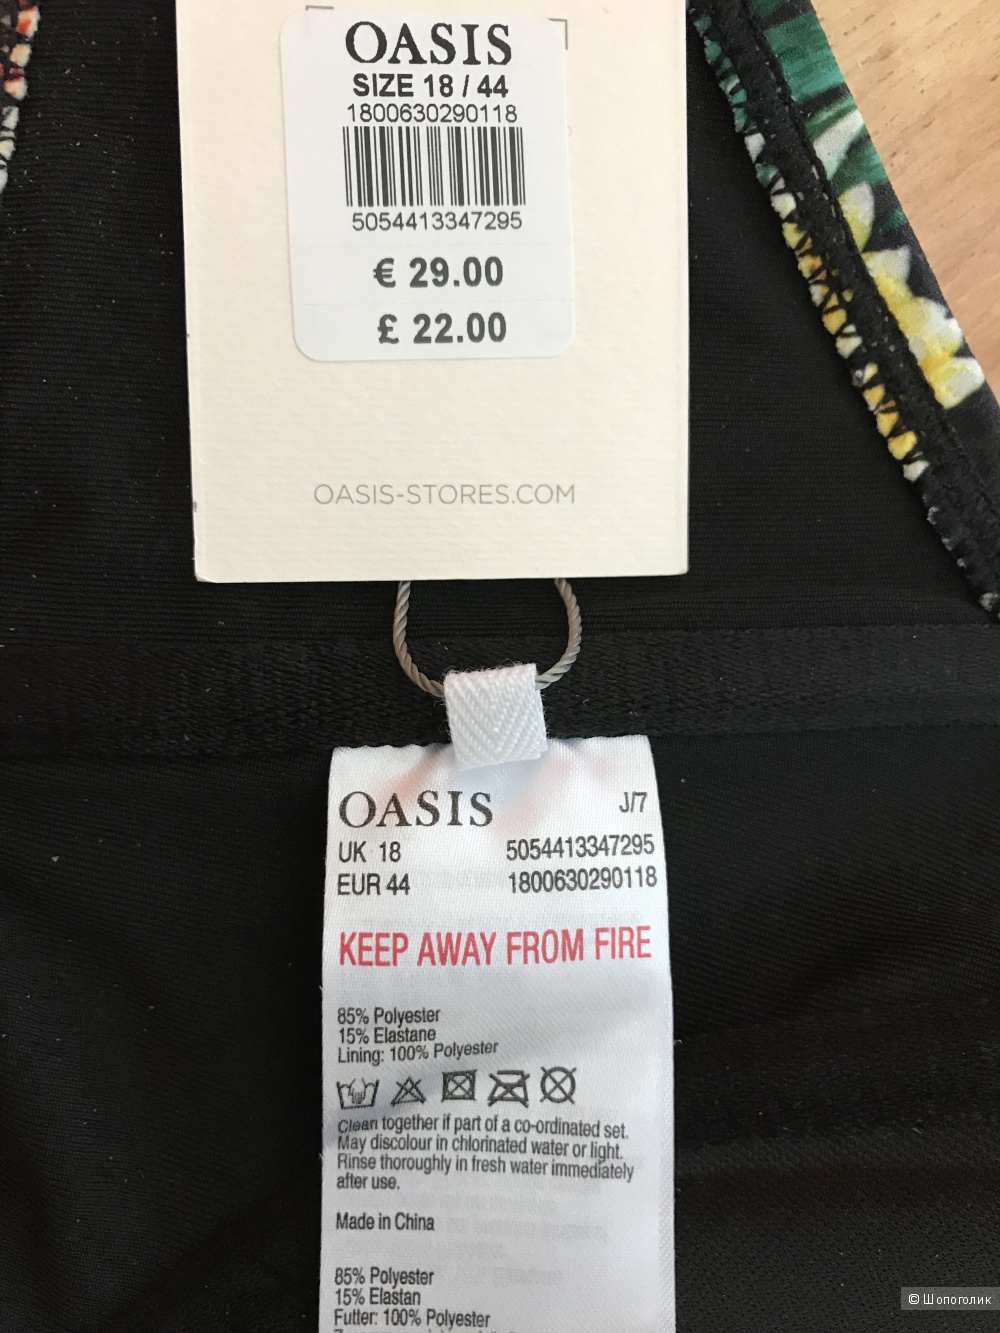 OASIS
SIZE 18 / 44
1800630290118
5054413347295
€ 29.00
£ 22.00
OASIS-STORES.COM
OASIS J/7
UK 18 5054413347295
EUR 44 1800630290118
KEEP AWAY FROM FIRE
85% Polyester
15% Elastane
Lining: 100% Polyester
Clean together if part of a co-ordinated set.
May discolour in chlorinated water or light.
Rinse thoroughly in fresh water immediately
after use.
Made in China
85% Polyester
15% Elastan
Futter: 100% Polyester
© Шопоголик